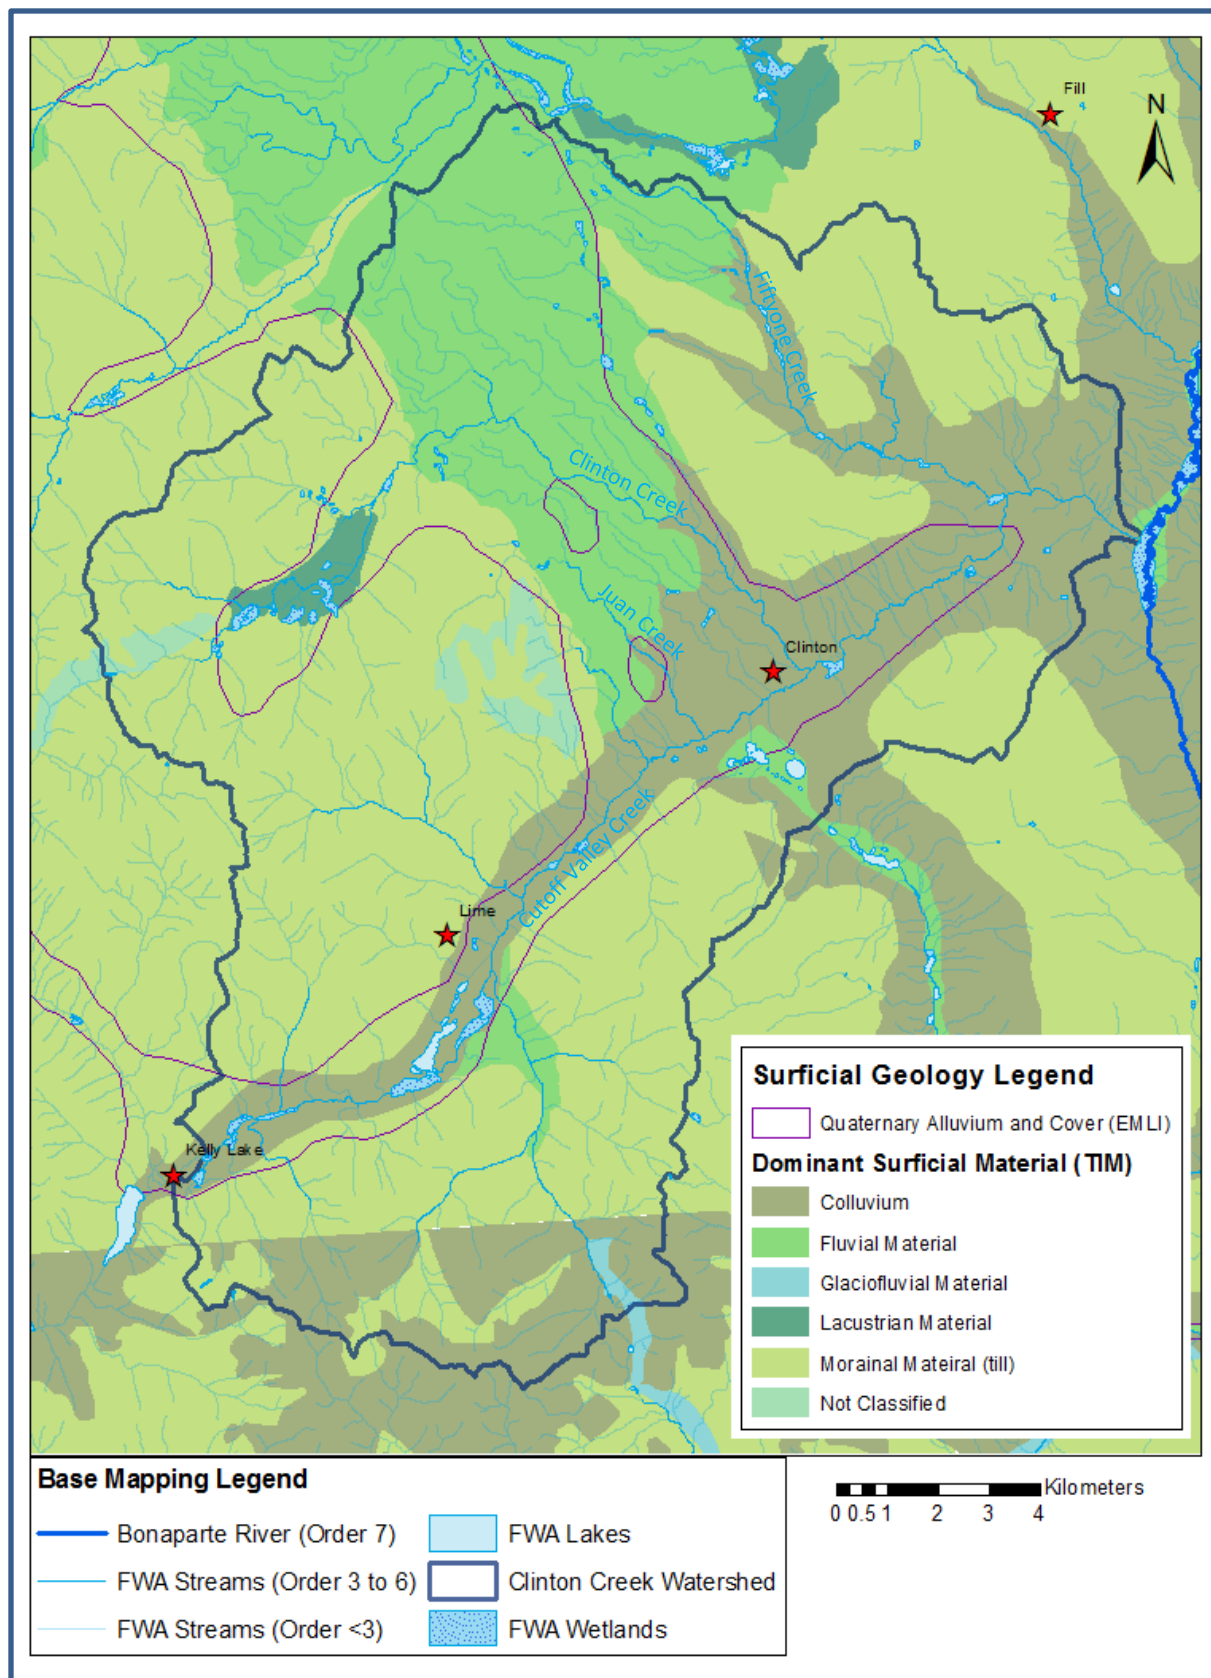 Fill
N
Fiftyone Creek
Clinton Creek
Juan Creek
Clinton
Cutoff Valley Creek
Lime
Kelly Lake
Surficial Geology Legend
Quaternary Alluvium and Cover (EMLI)
Dominant Surficial Material (TIM)
Colluvium
Fluvial Material
Glaciofluvial Material
Lacustrian Material
Morainal Mateiral (till)
Not Classified
Base Mapping Legend
Bonaparte River (Order 7)
FWA Streams (Order 3 to 6)
FWA Streams (Order <3)
FWA Lakes
Clinton Creek Watershed
FWA Wetlands
Kilometers
0 0.5 1 2 3 4